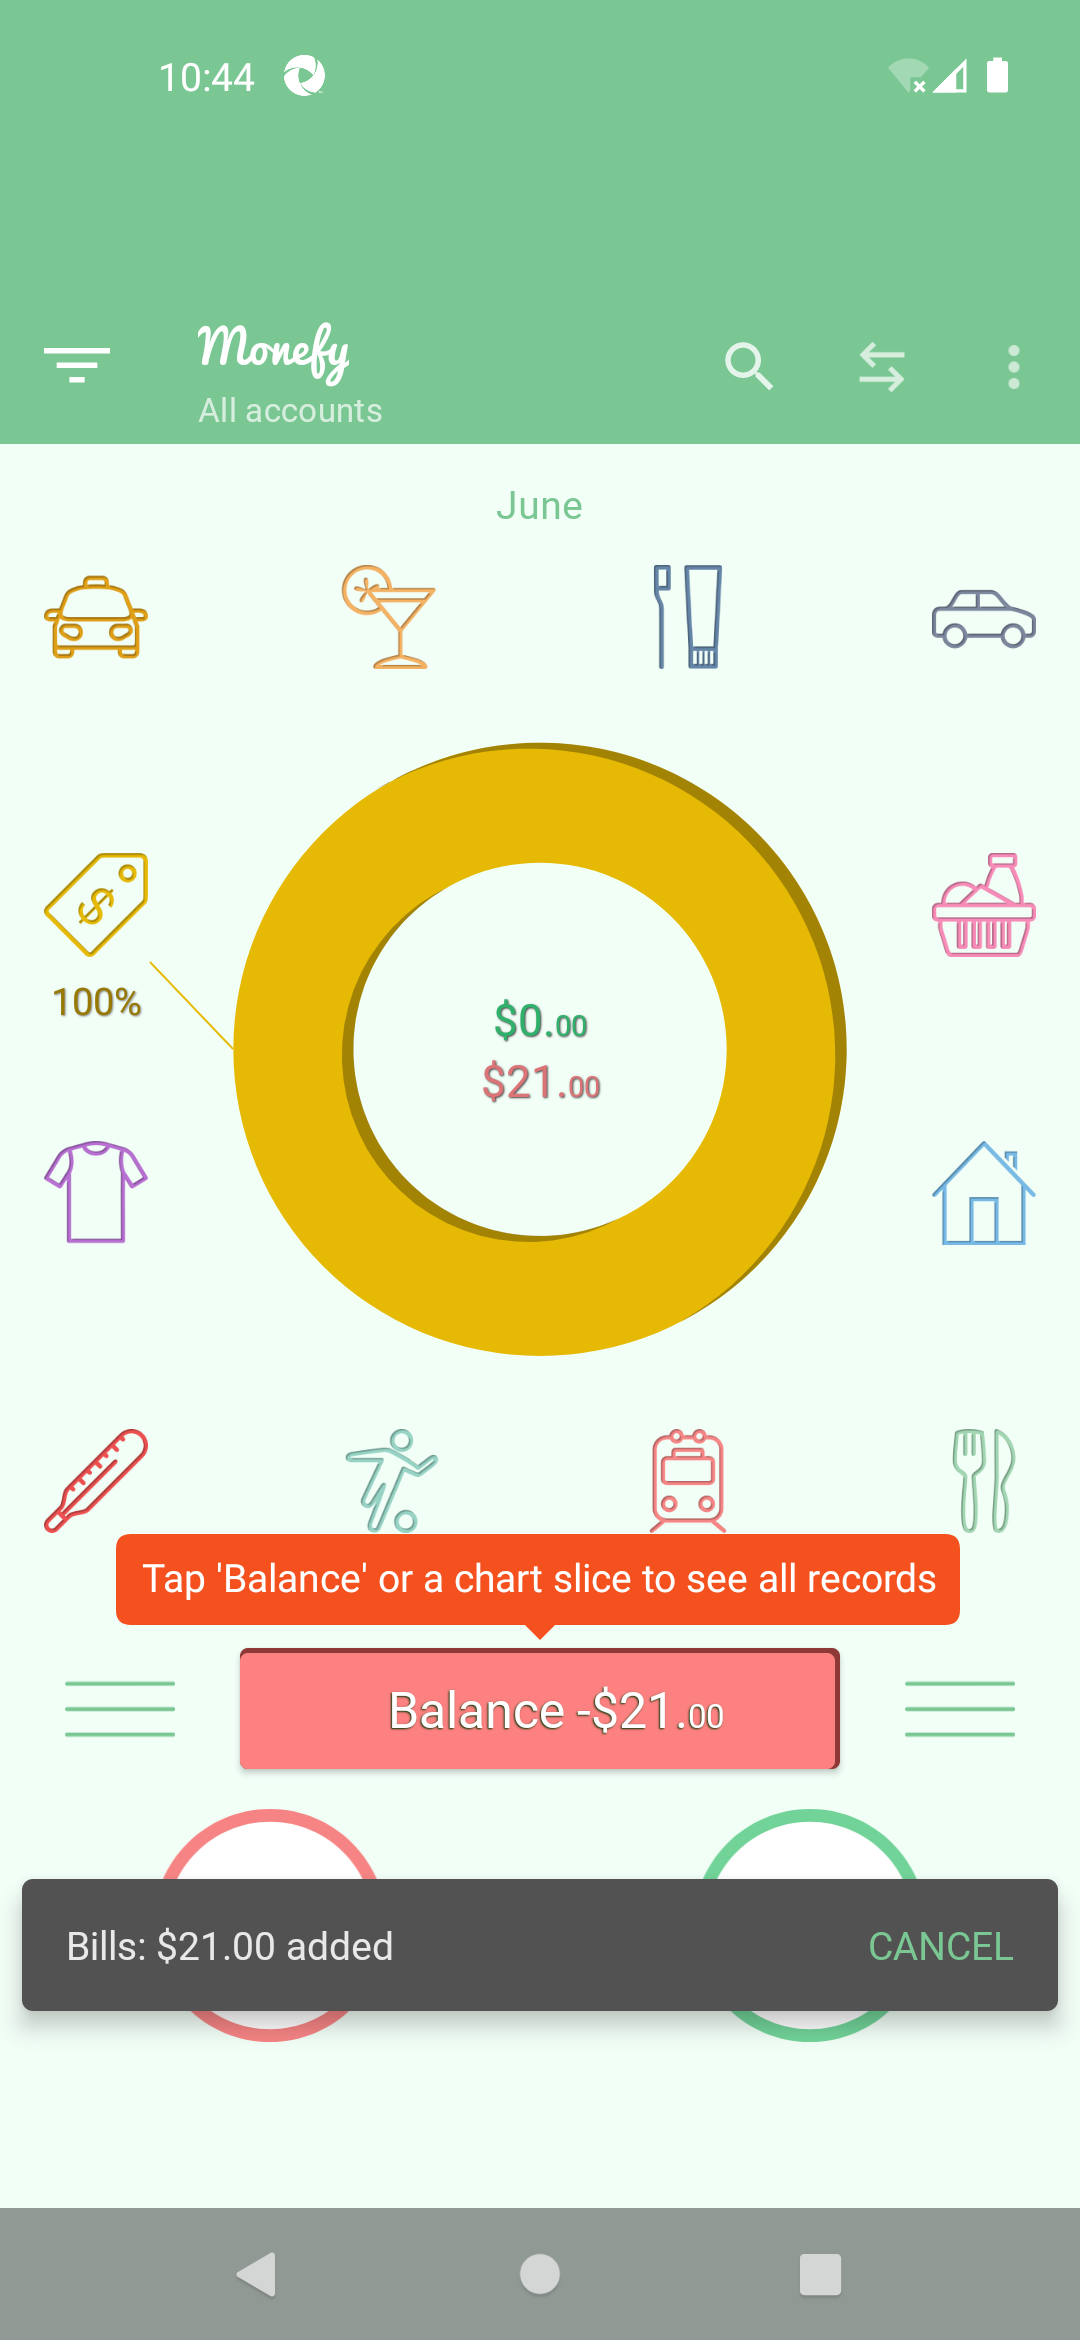 10:44
Monefy
All accounts
June
100%
$0.00
$21.00
Tap 'Balance' or a chart slice to see all records
Balance -$21.00
Bills: $21.00 added
CANCEL